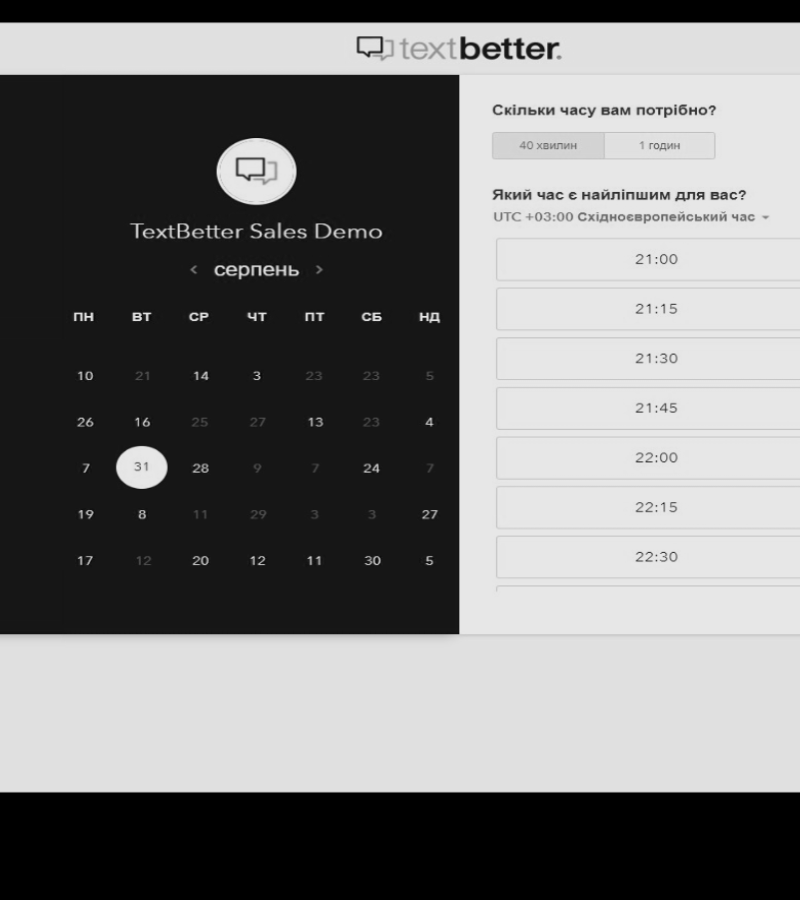 textbetter.
TextBetter Sales Demo
‹ серпень ›
ПН ВТ СР ЧТ ПТ СБ НД
10 21 14 3 23 23 5
26 16 25 27 13 23 4
7 31 28 9 7 24 7
19 8 11 29 3 3 27
17 12 20 12 11 30 5
Скільки часу вам потрібно?
40 хвилин 1 годин
Який час є найліпшим для вас?
UTC +03:00 Східноєвропейський час
21:00
21:15
21:30
21:45
22:00
22:15
22:30